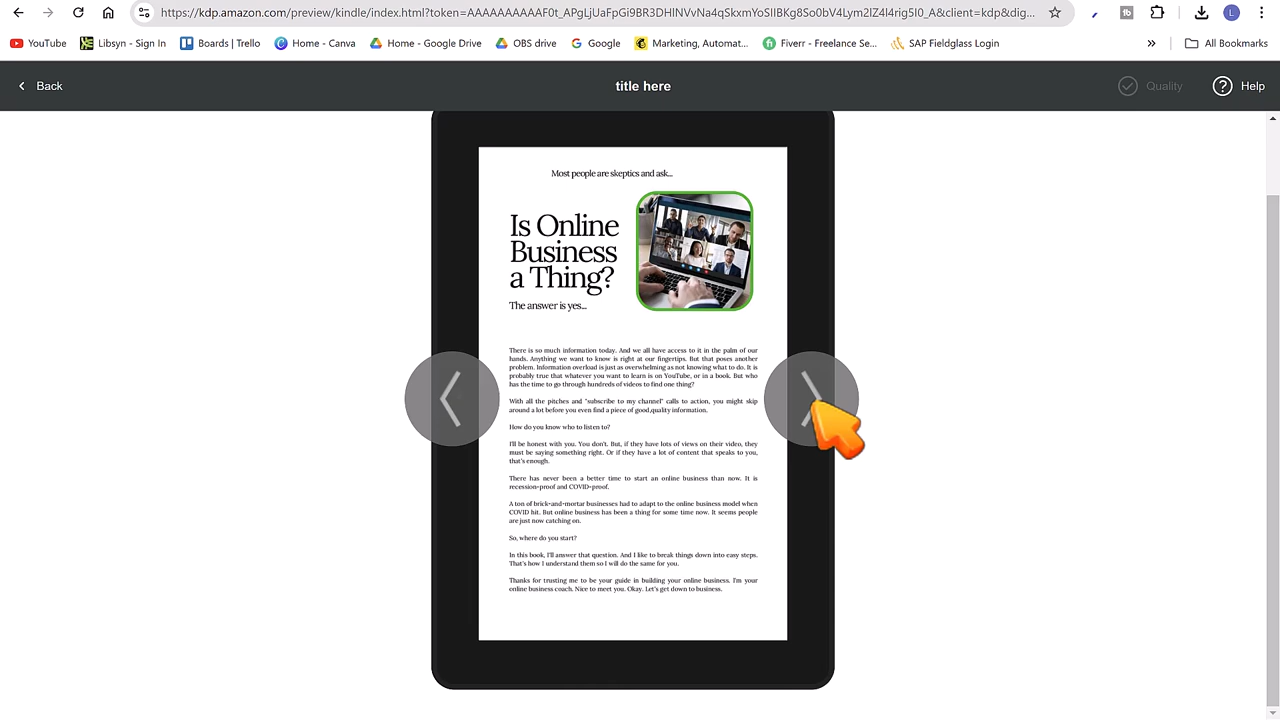 https://kdp.amazon.com/preview/kindle/index.html?token=AAAAAAAAAAF0t_APgLjUaFpGi9BR3DHlNVvNa4qSkxmYoSIIBKg8So0bV4Lym2lZ4I4rig5I0_A&client=kdp&dig...
L
YouTube
Libsyn - Sign In
Boards | Trello
Home - Canva
Home - Google Drive
OBS drive
Google
Marketing, Automat...
Fiverr - Freelance Se...
SAP Fieldglass Login
All Bookmarks
Back
title here
Quality
Help
Most people are skeptics and ask...
Is Online
Business
a Thing?
The answer is yes...
There is so much information today. And we all have access to it in the palm of our
hands. Anything we want to know is right at our fingertips. But that poses another
problem. Information overload is just as overwhelming as not knowing what to do. It is
probably true that whatever you want to learn is on YouTube, or in a book. But who
has the time to go through hundreds of videos to find one thing?
With all the pitches and "subscribe to my channel" calls to action, you might skip
around a lot before you even find a piece of good,quality information.
How do you know who to listen to?
I'll be honest with you. You don't. But, if they have lots of views on their video, they
must be saying something right. Or if they have a lot of content that speaks to you,
that's enough.
There has never been a better time to start an online business than now. It is
recession-proof and COVID-proof.
A ton of brick-and-mortar businesses had to adapt to the online business model when
COVID hit. But online business has been a thing for some time now. It seems people
are just now catching on.
So, where do you start?
In this book, I'll answer that question. And I like to break things down into easy steps.
That's how I understand them so I will do the same for you.
Thanks for trusting me to be your guide in building your online business. I'm your
online business coach. Nice to meet you. Okay. Let's get down to business.